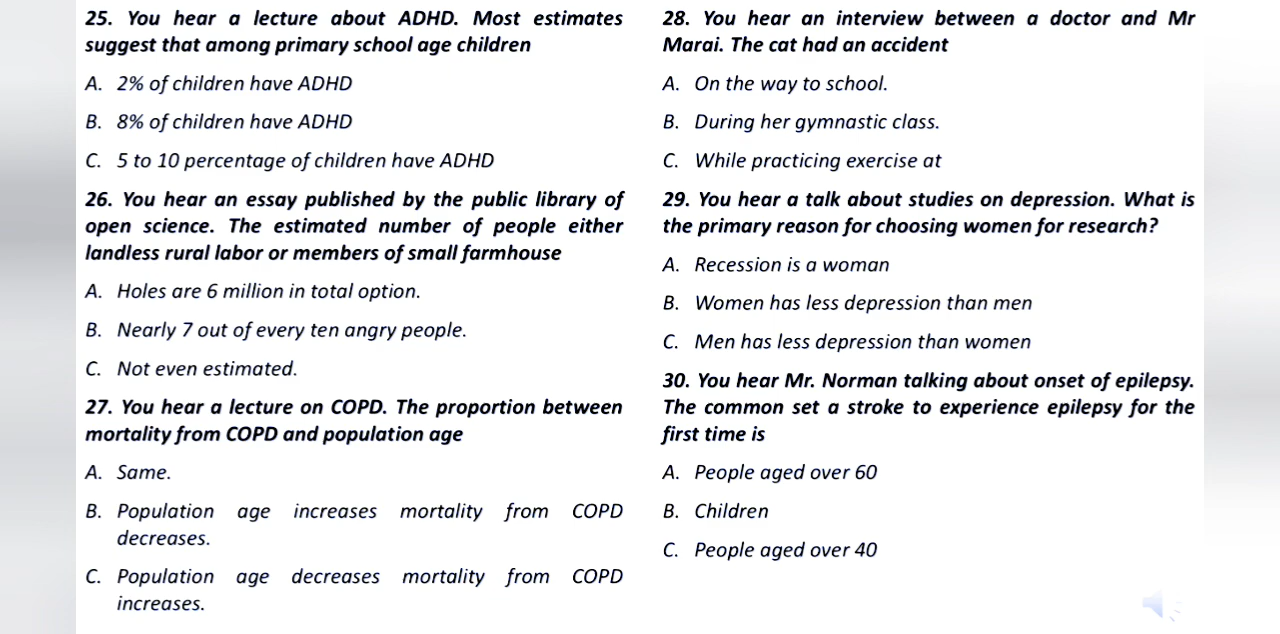 25. You hear a lecture about ADHD. Most estimates
suggest that among primary school age children
A. 2% of children have ADHD
B. 8% of children have ADHD
C. 5 to 10 percentage of children have ADHD
26. You hear an essay published by the public library of
open science. The estimated number of people either
landless rural labor or members of small farmhouse
A. Holes are 6 million in total option.
B. Nearly 7 out of every ten angry people.
C. Not even estimated.
27. You hear a lecture on COPD. The proportion between
mortality from COPD and population age
A. Same.
B. Population age increases mortality from COPD
decreases.
C. Population age decreases mortality from COPD
increases.
28. You hear an interview between a doctor and Mr
Marai. The cat had an accident
A. On the way to school.
B. During her gymnastic class.
C. While practicing exercise at
29. You hear a talk about studies on depression. What is
the primary reason for choosing women for research?
A. Recession is a woman
B. Women has less depression than men
C. Men has less depression than women
30. You hear Mr. Norman talking about onset of epilepsy.
The common set a stroke to experience epilepsy for the
first time is
A. People aged over 60
B. Children
C. People aged over 40